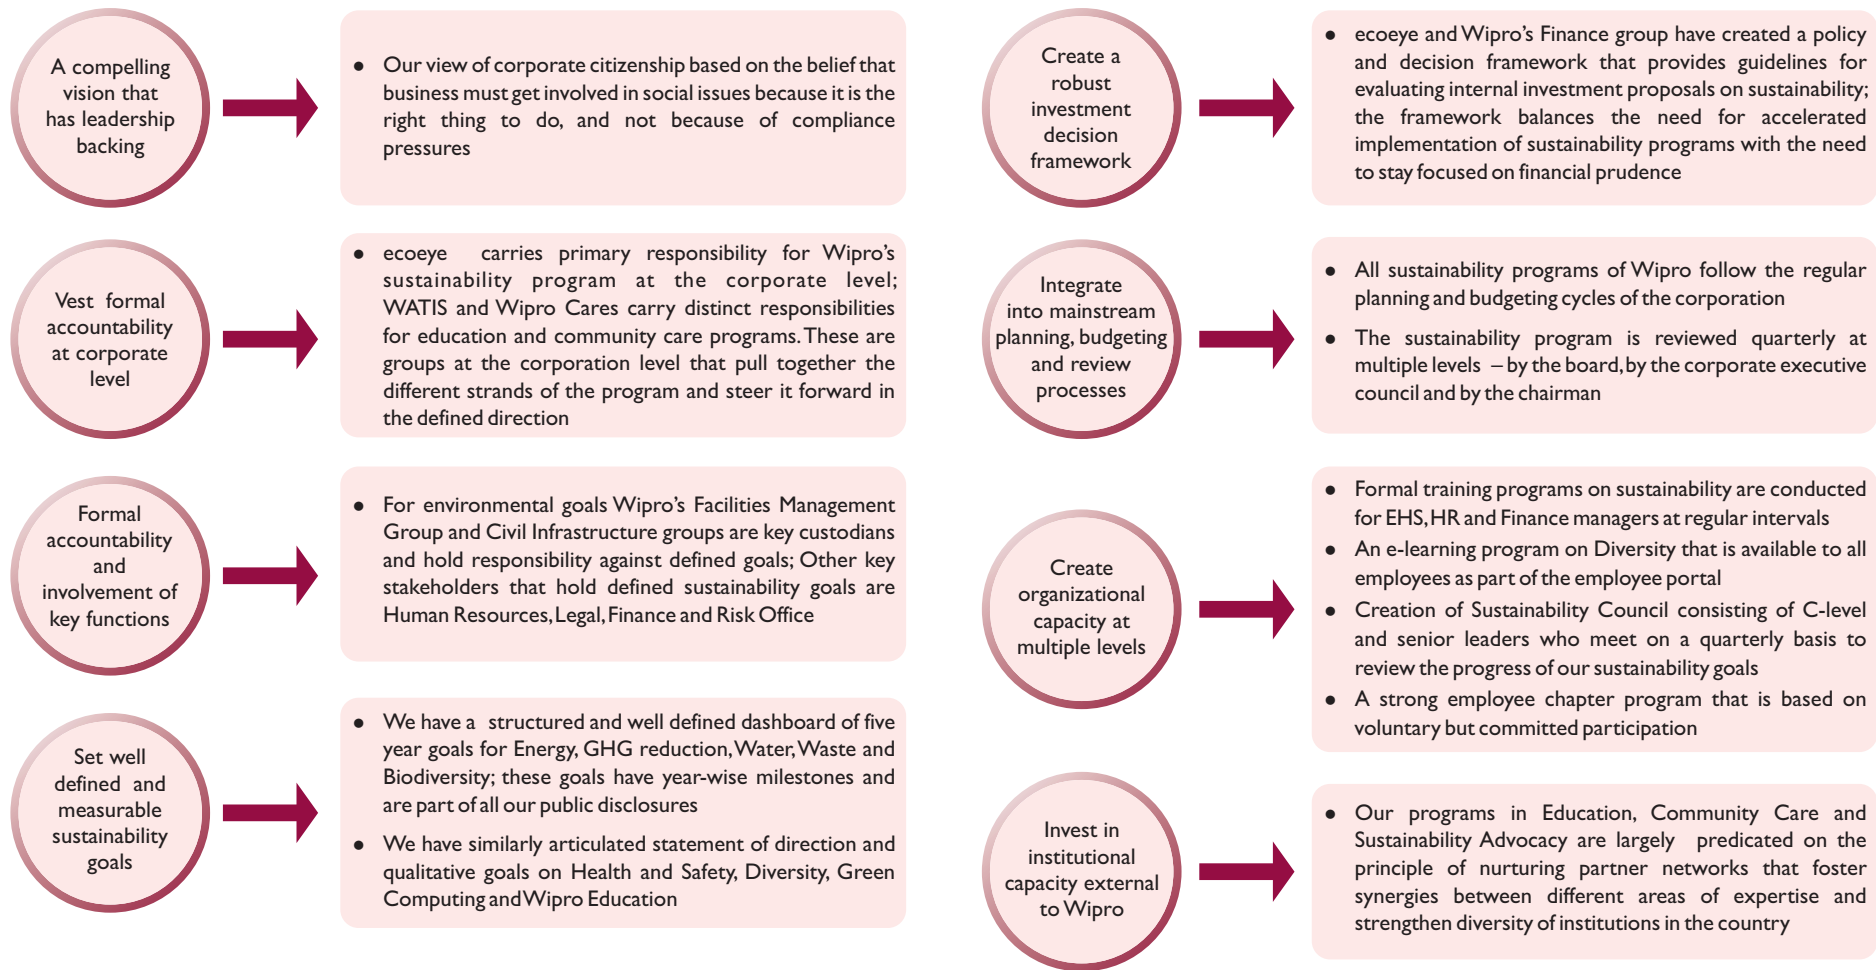 A compelling
vision that
has leadership
backing
● Our view of corporate citizenship based on the belief that
business must get involved in social issues because it is the
right thing to do, and not because of compliance
pressures
Vest formal
accountability
at corporate
level
● ecoeye carries primary responsibility for Wipro's
sustainability program at the corporate level;
WATIS and Wipro Cares carry distinct responsibilities
for education and community care programs. These are
groups at the corporation level that pull together the
different strands of the program and steer it forward in
the defined direction
Formal
accountability
and
involvement of
key functions
● For environmental goals Wipro's Facilities Management
Group and Civil Infrastructure groups are key custodians
and hold responsibility against defined goals; Other key
stakeholders that hold defined sustainability goals are
Human Resources, Legal, Finance and Risk Office
Set well
defined and
measurable
sustainability
goals
● We have a structured and well defined dashboard of five
year goals for Energy, GHG reduction, Water, Waste and
Biodiversity; these goals have year-wise milestones and
are part of all our public disclosures
● We have similarly articulated statement of direction and
qualitative goals on Health and Safety, Diversity, Green
Computing and Wipro Education
Create a
robust
investment
decision
framework
● ecoeye and Wipro's Finance group have created a policy
and decision framework that provides guidelines for
evaluating internal investment proposals on sustainability;
the framework balances the need for accelerated
implementation of sustainability programs with the need
to stay focused on financial prudence
Integrate
into mainstream
planning, budgeting
and review
processes
● All sustainability programs of Wipro follow the regular
planning and budgeting cycles of the corporation
● The sustainability program is reviewed quarterly at
multiple levels – by the board, by the corporate executive
council and by the chairman
Create
organizational
capacity at
multiple levels
● Formal training programs on sustainability are conducted
for EHS, HR and Finance managers at regular intervals
● An e-learning program on Diversity that is available to all
employees as part of the employee portal
● Creation of Sustainability Council consisting of C-level
and senior leaders who meet on a quarterly basis to
review the progress of our sustainability goals
● A strong employee chapter program that is based on
voluntary but committed participation
Invest in
institutional
capacity external
to Wipro
● Our programs in Education, Community Care and
Sustainability Advocacy are largely predicated on the
principle of nurturing partner networks that foster
synergies between different areas of expertise and
strengthen diversity of institutions in the country